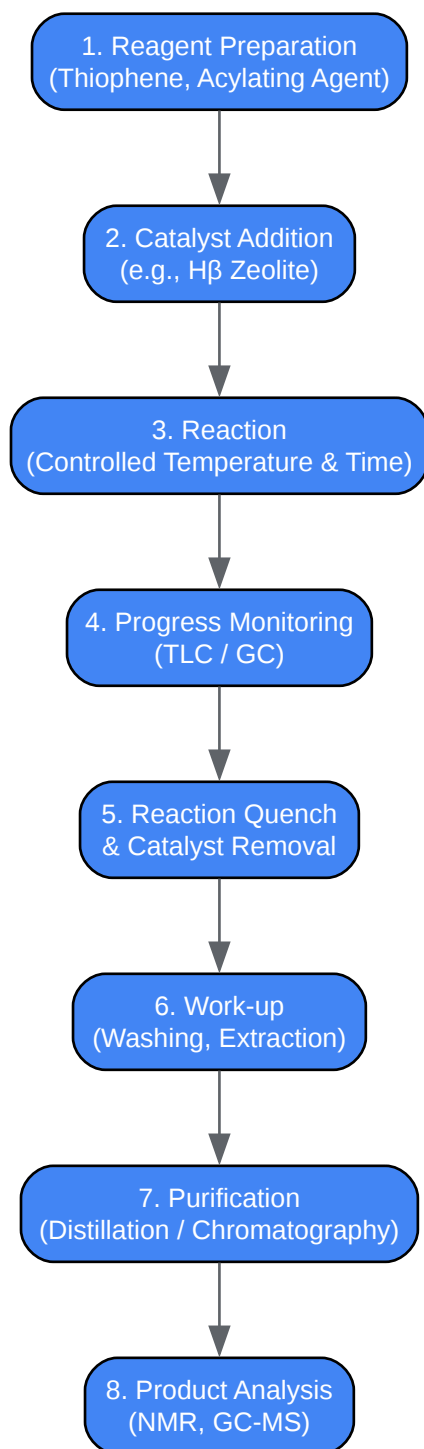 1. Reagent Preparation
(Thiophene, Acylating Agent)
2. Catalyst Addition
(e.g., Hβ Zeolite)
3. Reaction
(Controlled Temperature & Time)
4. Progress Monitoring
(TLC / GC)
5. Reaction Quench
& Catalyst Removal
6. Work-up
(Washing, Extraction)
7. Purification
(Distillation / Chromatography)
8. Product Analysis
(NMR, GC-MS)